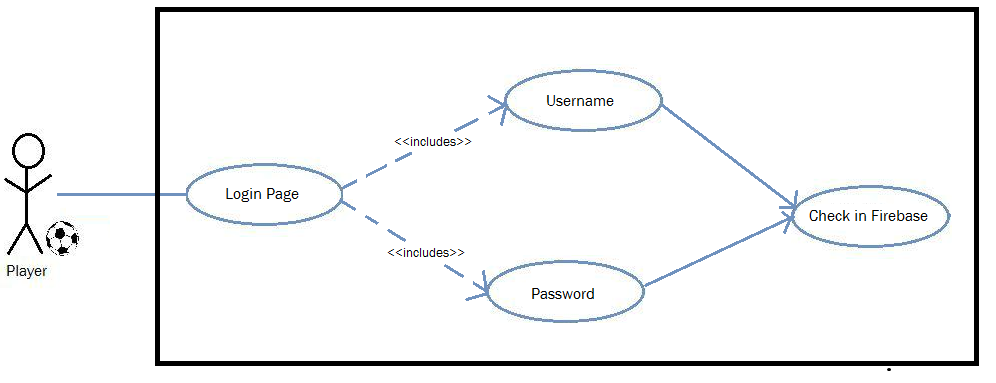 Username
<<includes>>
Login Page
Check in Firebase
<<includes>>
Player
Password